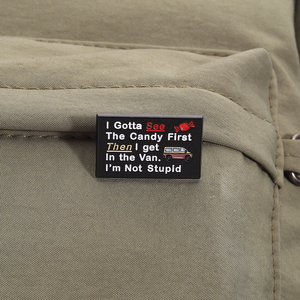 I Gotta See
The Candy First
Then I get
In the Van.
I'm Not Stupid